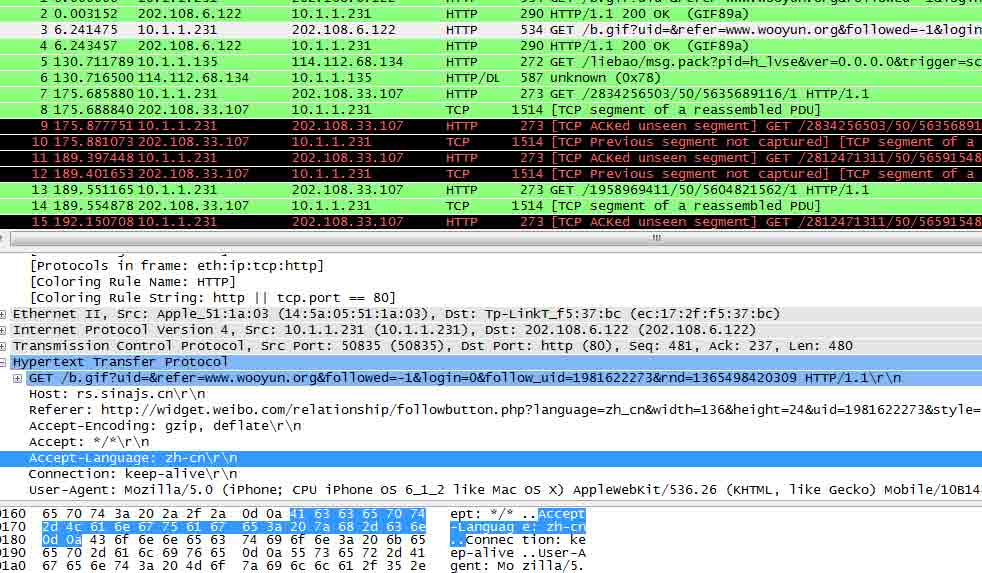 2 0.003152 202.108.6.122 10.1.1.231 HTTP 290 HTTP/1.1 200 OK (GIF89a)
3 6.241475 10.1.1.231 202.108.6.122 HTTP 534 GET /b.gif?uid=&refer=www.wooyun.org&followed=-1&login
4 6.243457 202.108.6.122 10.1.1.231 HTTP 290 HTTP/1.1 200 OK (GIF89a)
5 130.711789 10.1.1.135 114.112.68.134 HTTP 272 GET /liebao/msg.pack?pid=h_lvse&ver=0.0.0.0&trigger=sc
6 130.716500 114.112.68.134 10.1.1.135 HTTP/DL 587 unknown (0x78)
7 175.685880 10.1.1.231 202.108.33.107 HTTP 273 GET /2834256503/50/5635689116/1 HTTP/1.1
8 175.688840 202.108.33.107 10.1.1.231 TCP 1514 [TCP segment of a reassembled PDU]
9 175.877751 10.1.1.231 202.108.33.107 HTTP 273 [TCP ACKed unseen segment] GET /2834256503/50/56356891
10 175.881073 10.1.1.231 202.108.33.107 TCP 1514 [TCP Previous segment not captured] [TCP segment of a
11 189.397448 10.1.1.231 202.108.33.107 HTTP 273 [TCP ACKed unseen segment] GET /2812471311/50/56591548
12 189.401653 10.1.1.231 202.108.33.107 TCP 1514 [TCP Previous segment not captured] [TCP segment of a
13 189.551165 10.1.1.231 202.108.33.107 HTTP 273 GET /1958969411/50/5604821562/1 HTTP/1.1
14 189.554878 10.1.1.231 202.108.33.107 TCP 1514 [TCP segment of a reassembled PDU]
15 192.150708 10.1.1.231 202.108.33.107 HTTP 273 [TCP ACKed unseen segment] GET /2812471311/50/56591548
[Protocols in frame: eth:ip:tcp:http]
[Coloring Rule Name: HTTP]
[Coloring Rule String: http || tcp.port == 80]
Ethernet II, Src: Apple_51:1a:03 (14:5a:05:51:1a:03), Dst: Tp-LinkT_f5:37:bc (ec:17:2f:f5:37:bc)
Internet Protocol Version 4, Src: 10.1.1.231 (10.1.1.231), Dst: 202.108.6.122 (202.108.6.122)
Transmission Control Protocol, Src Port: 50835 (50835), Dst Port: http (80), Seq: 481, Ack: 237, Len: 480
Hypertext Transfer Protocol
GET /b.gif?uid=&refer=www.wooyun.org&followed=-1&login=0&follow_uid=1981622273&rnd=1365498420309 HTTP/1.1\r\n
Host: rs.sinajs.cn\r\n
Referer: http://widget.weibo.com/relationship/followbutton.php?language=zh_cn&width=136&height=24&uid=1981622273&style=
Accept-Encoding: gzip, deflate\r\n
Accept: */*\r\n
Accept-Language: zh-cn\r\n
Connection: keep-alive\r\n
User-Agent: Mozilla/5.0 (iPhone; CPU iPhone OS 6_1_2 like Mac OS X) AppleWebKit/536.26 (KHTML, like Gecko) Mobile/10B14
0160 65 70 74 3a 20 2a 2f 2a 0d 0a 41 63 63 65 70 74 ept: */* ..Accept
0170 2d 4c 61 6e 67 75 61 67 65 3a 20 7a 68 2d 63 6e -Languag e: zh-cn
0180 0d 0a 43 6f 6e 6e 65 63 74 69 6f 6e 3a 20 6b 65 ..Connec tion: ke
0190 65 70 2d 61 6c 69 76 65 0d 0a 55 73 65 72 2d 41 ep-alive ..User-A
01a0 67 65 6e 74 3a 20 4d 6f 7a 69 6c 6c 61 2f 35 2e gent: Mo zilla/5.